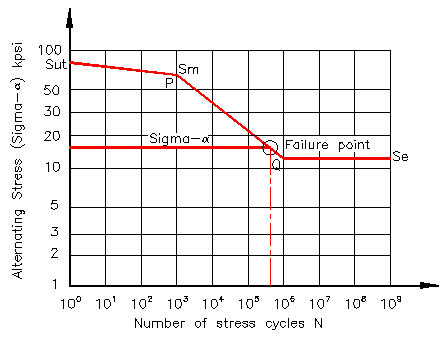 Alternating Stress (Sigma-α) kpsi
100
Sut
50
30
20
10
5
3
2
1
Sm
P
Sigma-α
Failure point
Q
Se
10⁰ 10¹ 10² 10³ 10⁴ 10⁵ 10⁶ 10⁷ 10⁸ 10⁹
Number of stress cycles N